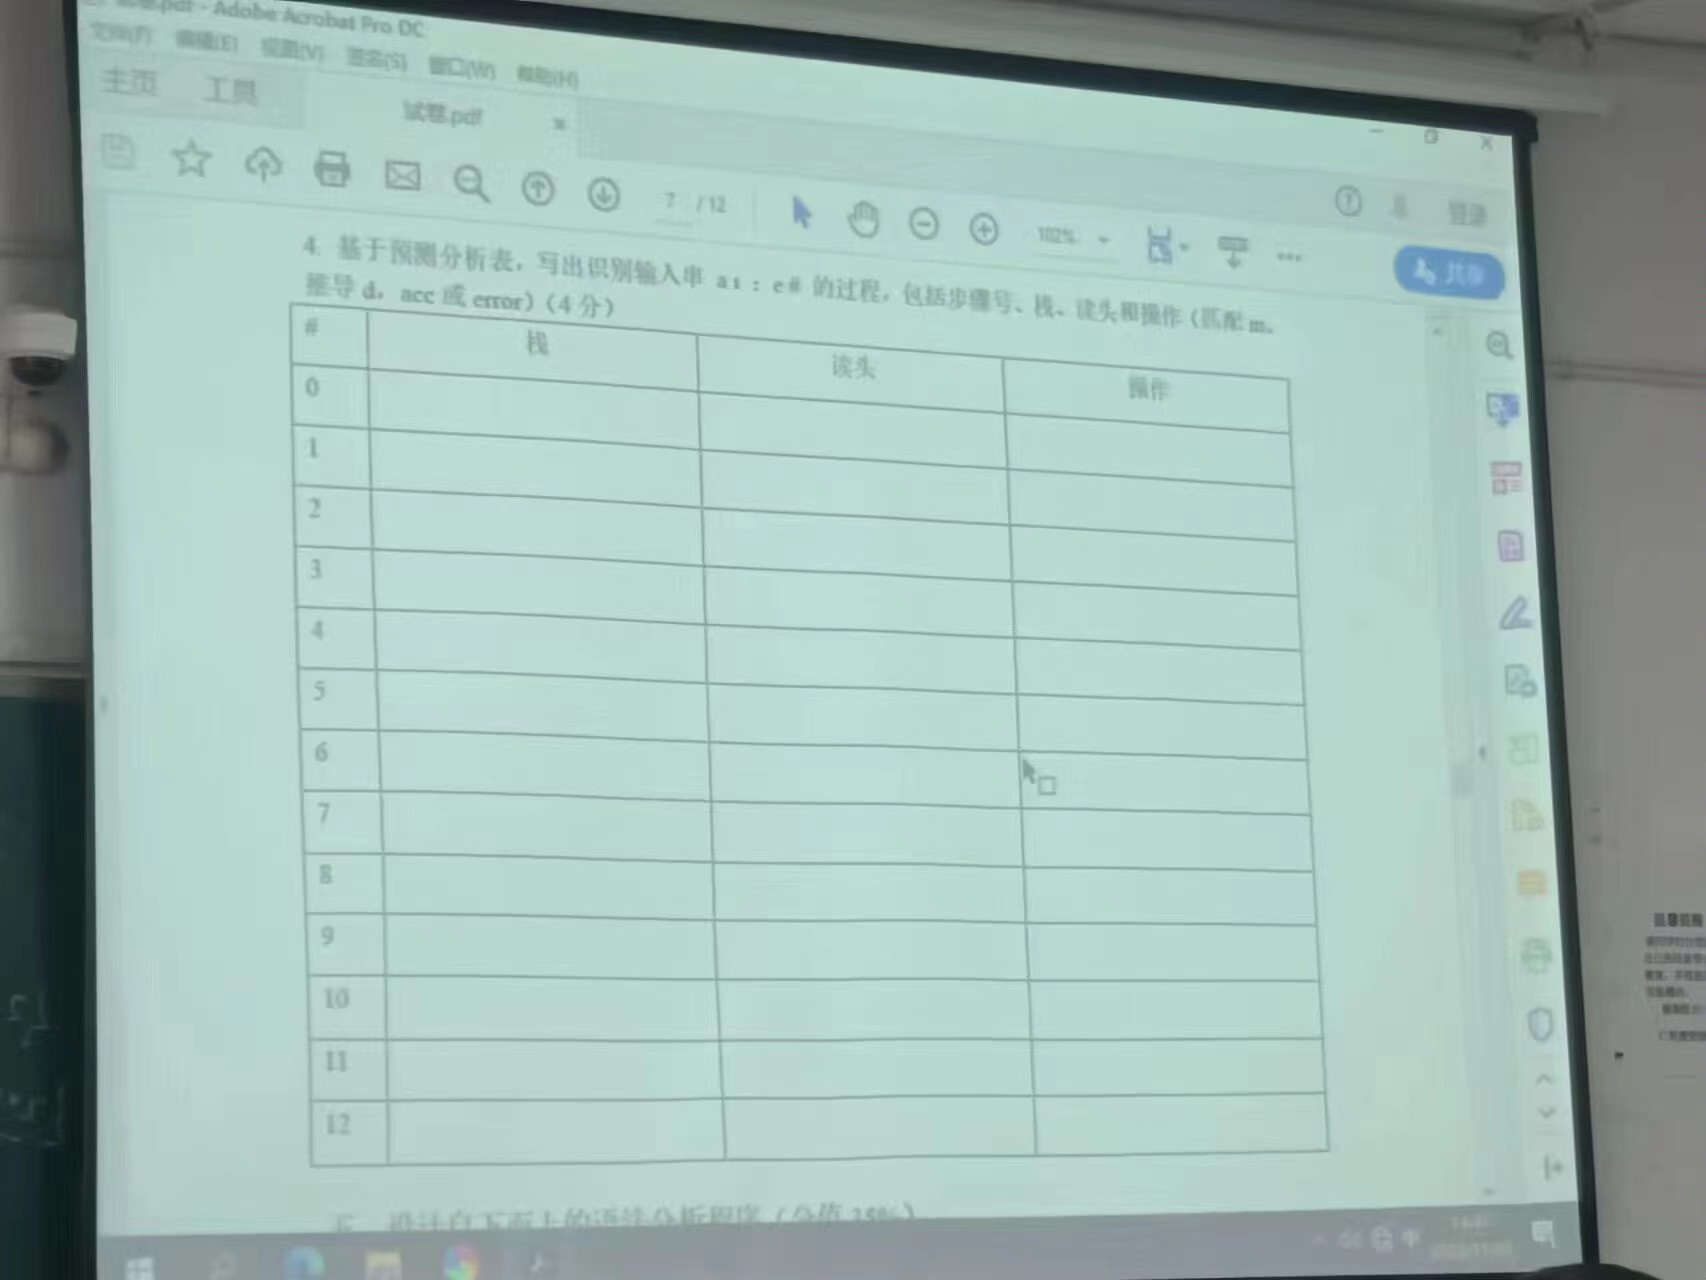 试卷.pdf - Adobe Acrobat Pro DC
文件(F) 编辑(E) 视图(V) 签名(S) 窗口(W) 帮助(H)
主页 工具 试卷.pdf ×
7 / 12
102%
登录
共享
4. 基于预测分析表，写出识别输入串 a i : e # 的过程，包括步骤号、栈、读头和操作（匹配 m、
推导 d，acc 或 error）（4 分）
# 栈 读头 操作
0
1
2
3
4
5
6
7
8
9
10
11
12
五、设计自下而上的语法分析程序（分值 25%）
中